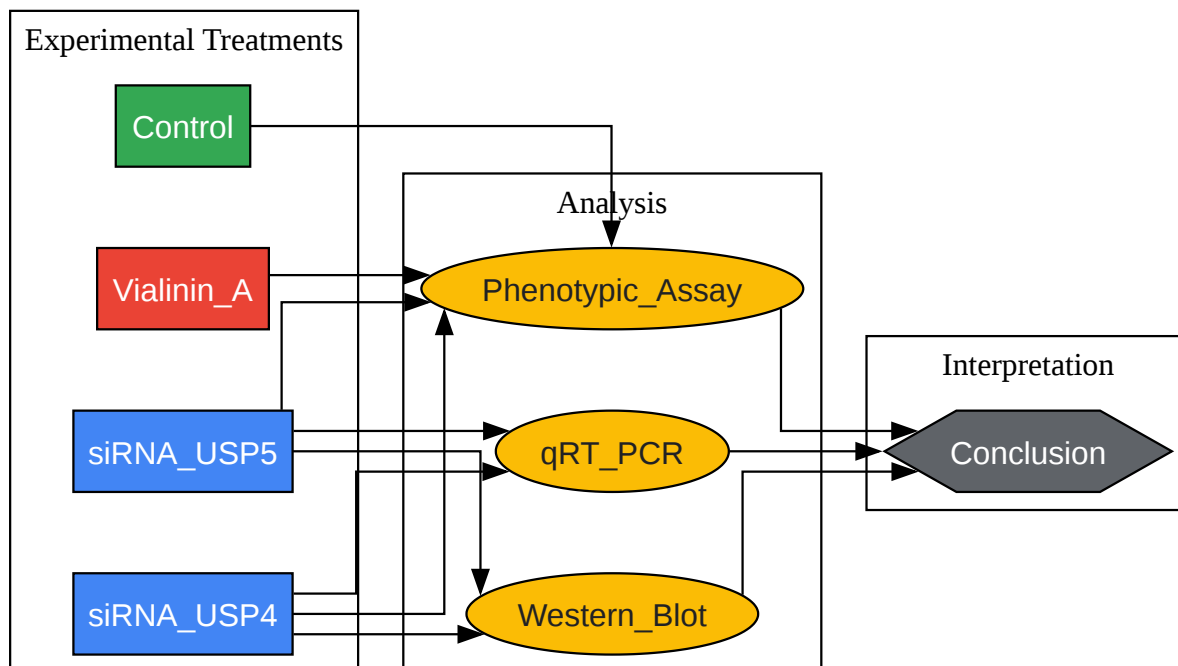 Experimental Treatments
Control
Analysis
Vialinin_A
Phenotypic_Assay
Interpretation
siRNA_USP5
qRT_PCR
Conclusion
siRNA_USP4
Western_Blot